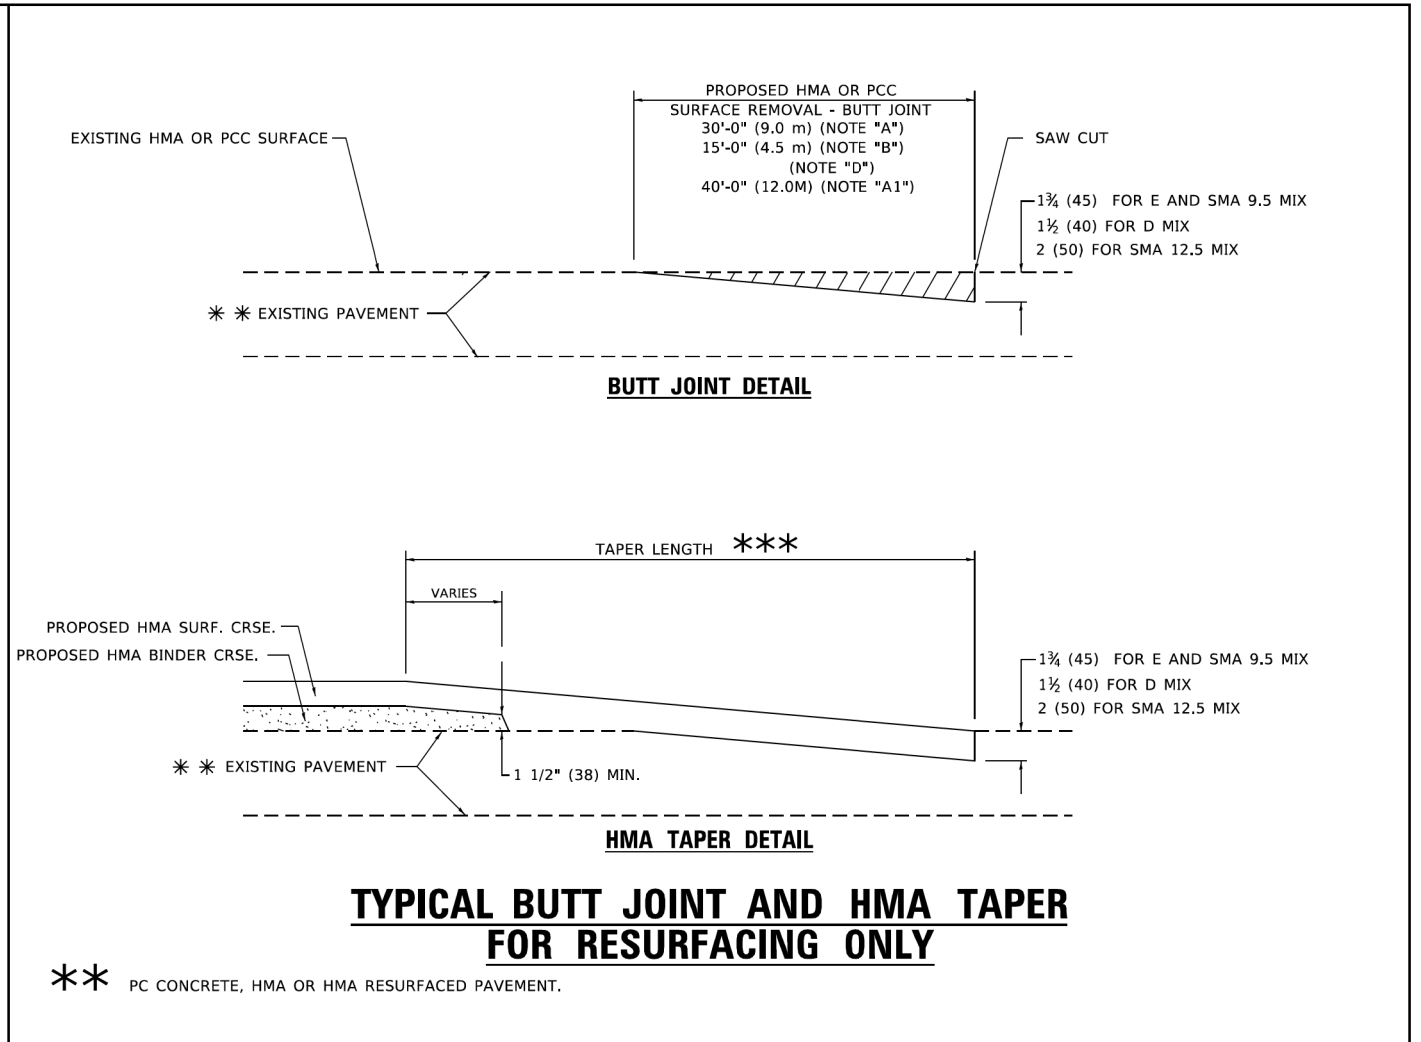 PROPOSED HMA OR PCC
SURFACE REMOVAL - BUTT JOINT
30'-0" (9.0 m) (NOTE "A")
15'-0" (4.5 m) (NOTE "B")
(NOTE "D")
40'-0" (12.0M) (NOTE "A1")
EXISTING HMA OR PCC SURFACE
SAW CUT
1¾ (45) FOR E AND SMA 9.5 MIX
1½ (40) FOR D MIX
2 (50) FOR SMA 12.5 MIX
** EXISTING PAVEMENT
BUTT JOINT DETAIL
TAPER LENGTH ***
VARIES
PROPOSED HMA SURF. CRSE.
PROPOSED HMA BINDER CRSE.
1¾ (45) FOR E AND SMA 9.5 MIX
1½ (40) FOR D MIX
2 (50) FOR SMA 12.5 MIX
** EXISTING PAVEMENT
1 1/2" (38) MIN.
HMA TAPER DETAIL
TYPICAL BUTT JOINT AND HMA TAPER
FOR RESURFACING ONLY
** PC CONCRETE, HMA OR HMA RESURFACED PAVEMENT.